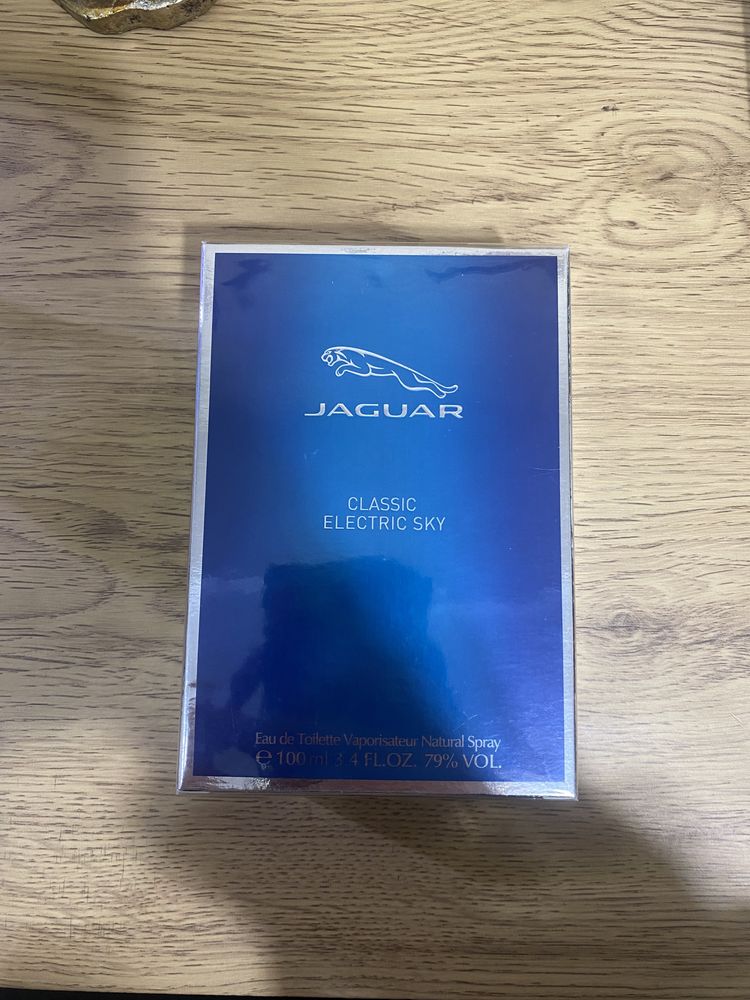 JAGUAR
CLASSIC
ELECTRIC SKY
Eau de Toilette Vaporisateur Natural Spray
℮ 100 ml 3.4 FL.OZ. 79% VOL.